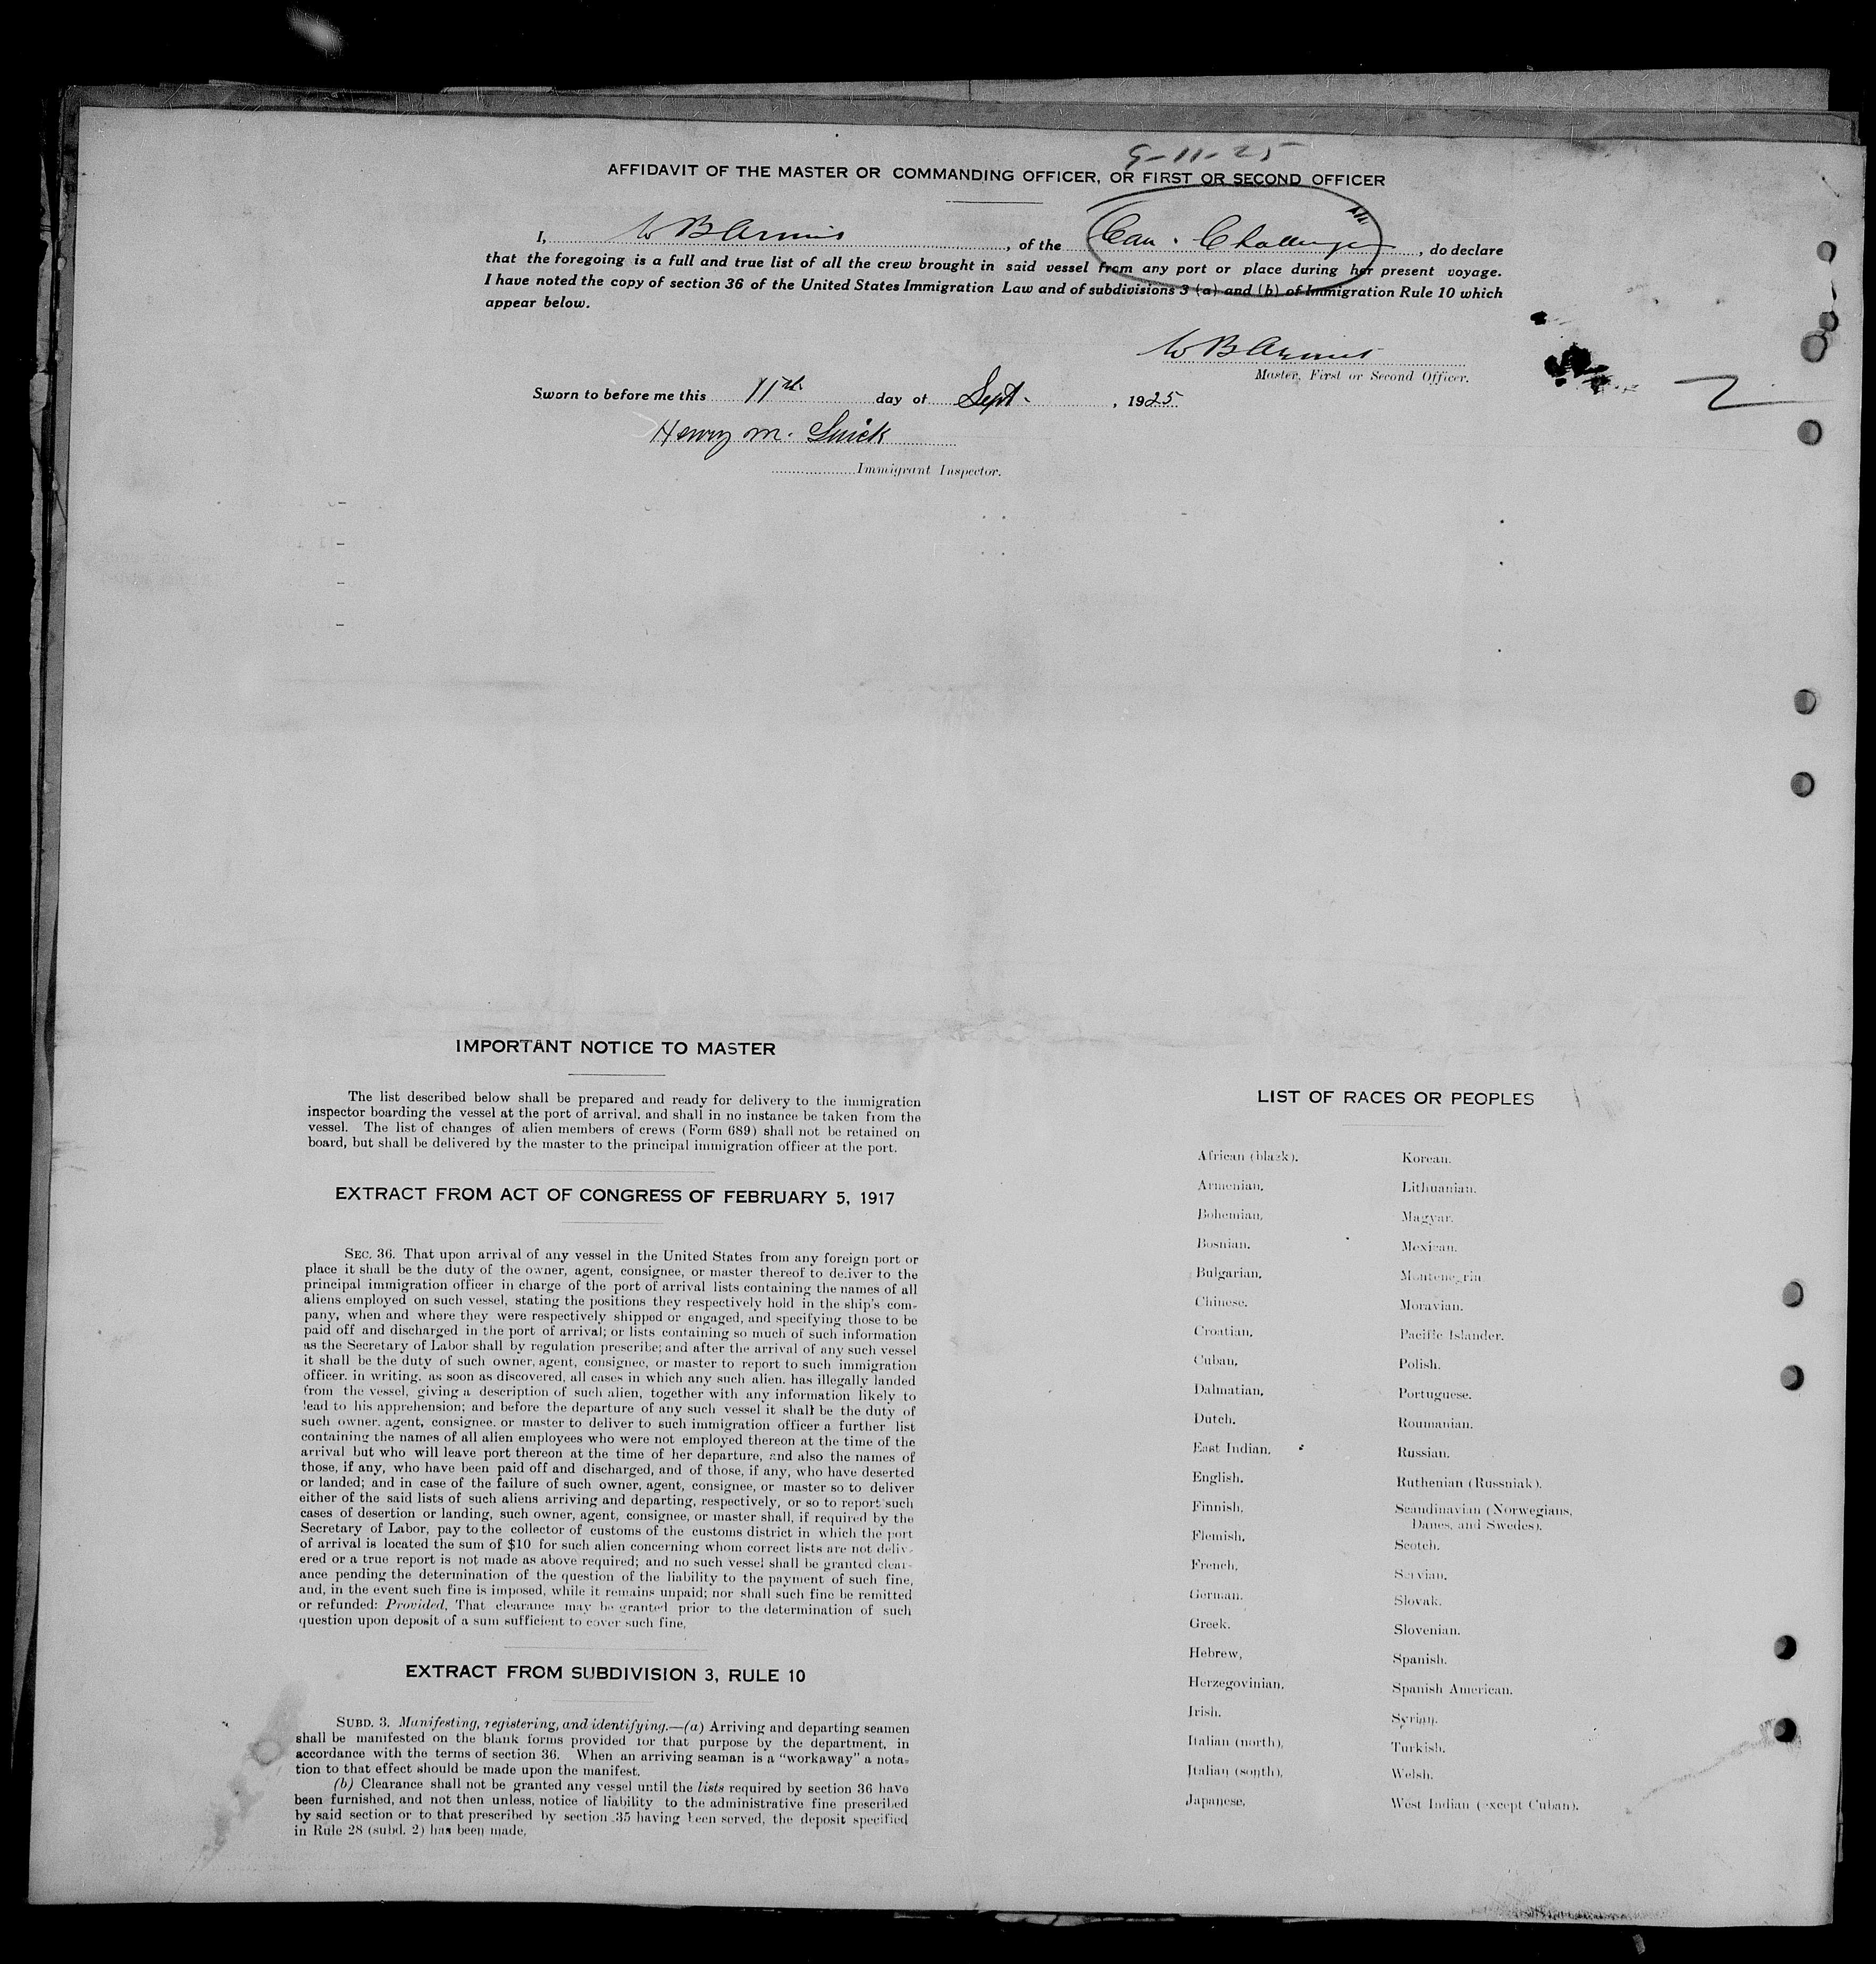 9-11-25
AFFIDAVIT OF THE MASTER OR COMMANDING OFFICER, OR FIRST OR SECOND OFFICER
I, W B Armit, of the Can. Challenger, do declare
that the foregoing is a full and true list of all the crew brought in said vessel from any port or place during her present voyage.
I have noted the copy of section 36 of the United States Immigration Law and of subdivisions 3 (a) and (b) of Immigration Rule 10 which
appear below.
W B Armit
Master, First or Second Officer.
Sworn to before me this 11th day of Sept., 1925
Henry M.
Immigrant Inspector.
IMPORTANT NOTICE TO MASTER
The list described below shall be prepared and ready for delivery to the immigration
inspector boarding the vessel at the port of arrival, and shall in no instance be taken from the
vessel. The list of changes of alien members of crews (Form 689) shall not be retained on
board, but shall be delivered by the master to the principal immigration officer at the port.
EXTRACT FROM ACT OF CONGRESS OF FEBRUARY 5, 1917
SEC. 36. That upon arrival of any vessel in the United States from any foreign port or
place it shall be the duty of the owner, agent, consignee, or master thereof to deliver to the
principal immigration officer in charge of the port of arrival lists containing the names of all
aliens employed on such vessel, stating the positions they respectively hold in the ship's com-
pany, when and where they were respectively shipped or engaged, and specifying those to be
paid off and discharged in the port of arrival; or lists containing so much of such information
as the Secretary of Labor shall by regulation prescribe; and after the arrival of any such vessel
it shall be the duty of such owner, agent, consignee, or master to report to such immigration
officer, in writing, as soon as discovered, all cases in which any such alien, has illegally landed
from the vessel, giving a description of such alien, together with any information likely to
lead to his apprehension; and before the departure of any such vessel it shall be the duty of
such owner, agent, consignee, or master to deliver to such immigration officer a further list
containing the names of all alien employees who were not employed thereon at the time of the
arrival but who will leave port thereon at the time of her departure, and also the names of
those, if any, who have been paid off and discharged, and of those, if any, who have deserted
or landed; and in case of the failure of such owner, agent, consignee, or master so to deliver
either of the said lists of such aliens arriving and departing, respectively, or so to report such
cases of desertion or landing, such owner, agent, consignee, or master shall, if required by the
Secretary of Labor, pay to the collector of customs of the customs district in which the port
of arrival is located the sum of $10 for such alien concerning whom correct lists are not deliv-
ered or a true report is not made as above required; and no such vessel shall be granted clear-
ance pending the determination of the question of the liability to the payment of such fine,
and, in the event such fine is imposed, while it remains unpaid; nor shall such fine be remitted
or refunded: Provided, That clearance may be granted prior to the determination of such
question upon deposit of a sum sufficient to cover such fine.
EXTRACT FROM SUBDIVISION 3, RULE 10
SUBD. 3. Manifesting, registering, and identifying.—(a) Arriving and departing seamen
shall be manifested on the blank forms provided for that purpose by the department, in
accordance with the terms of section 36. When an arriving seaman is a "workaway" a nota-
tion to that effect should be made upon the manifest.
(b) Clearance shall not be granted any vessel until the lists required by section 36 have
been furnished, and not then unless, notice of liability to the administrative fine prescribed
by said section or to that prescribed by section 35 having been served, the deposit specified
in Rule 28 (subd. 2) has been made.
LIST OF RACES OR PEOPLES
African (black).
Armenian.
Bohemian.
Bosnian.
Bulgarian.
Chinese.
Croatian.
Cuban.
Dalmatian.
Dutch.
East Indian.
English.
Finnish.
Flemish.
French.
German.
Greek.
Hebrew.
Herzegovinian.
Irish.
Italian (north).
Italian (south).
Japanese.
Korean.
Lithuanian.
Magyar.
Mexican.
Montenegrin.
Moravian.
Pacific Islander.
Polish.
Portuguese.
Roumanian.
Russian.
Ruthenian (Russniak).
Scandinavian (Norwegians,
Danes, and Swedes).
Scotch.
Servian.
Slovak.
Slovenian.
Spanish.
Spanish American.
Syrian.
Turkish.
Welsh.
West Indian (except Cuban).